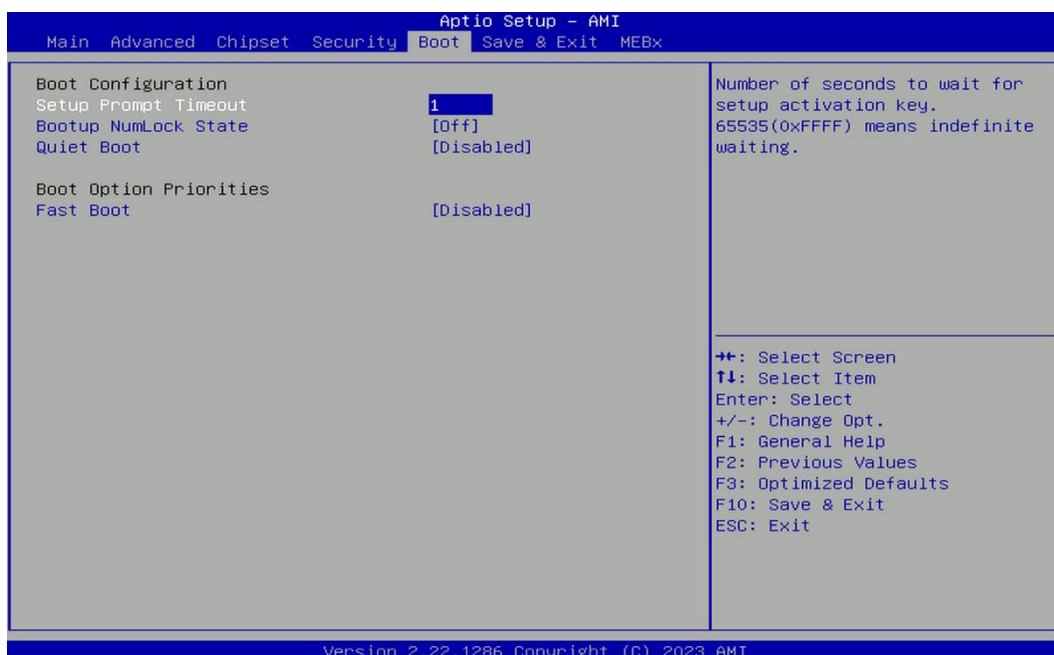 Aptio Setup – AMI
Main Advanced Chipset Security Boot Save & Exit MEBx
Boot Configuration
Setup Prompt Timeout 1
Bootup NumLock State [Off]
Quiet Boot [Disabled]
Boot Option Priorities
Fast Boot [Disabled]
Number of seconds to wait for
setup activation key.
65535(0xFFFF) means indefinite
waiting.
→←: Select Screen
↑↓: Select Item
Enter: Select
+/-: Change Opt.
F1: General Help
F2: Previous Values
F3: Optimized Defaults
F10: Save & Exit
ESC: Exit
Version 2.22.1286 Copyright (C) 2023 AMI